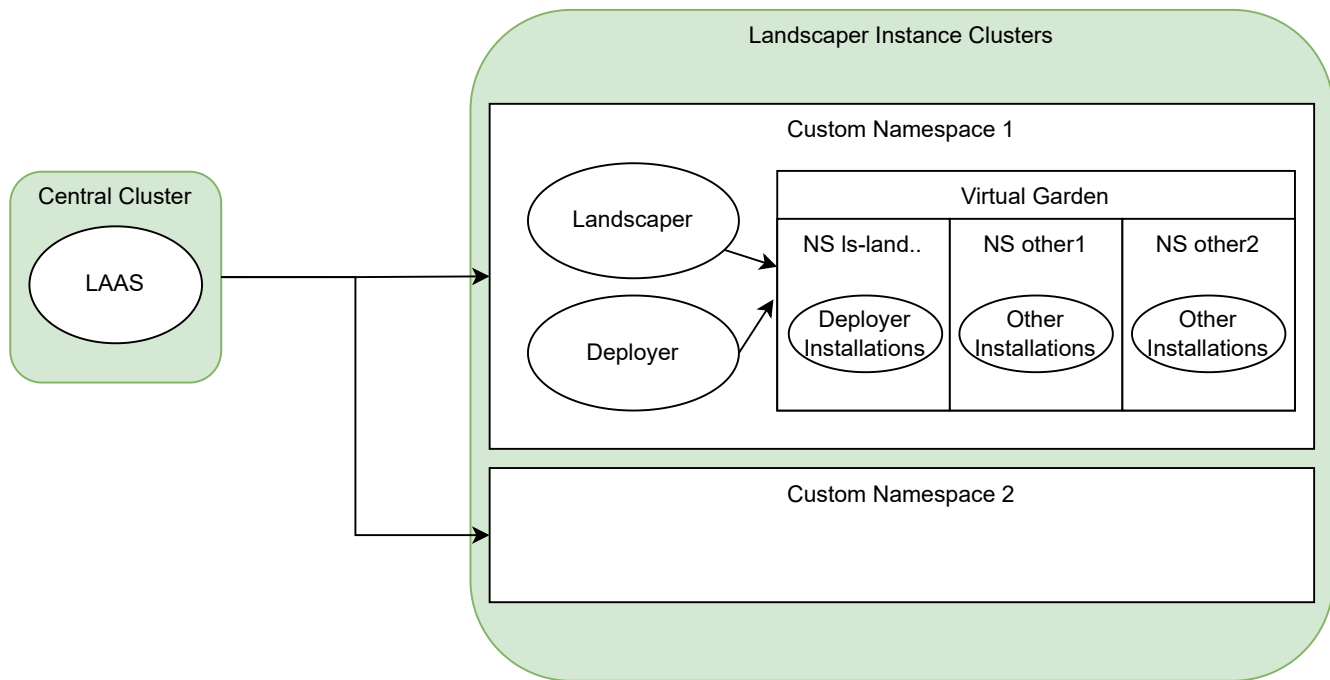 Landscaper Instance Clusters
Custom Namespace 1
Central Cluster
LAAS
Landscaper
Deployer
Virtual Garden
NS ls-land..
NS other1
NS other2
Deployer
Installations
Other
Installations
Other
Installations
Custom Namespace 2